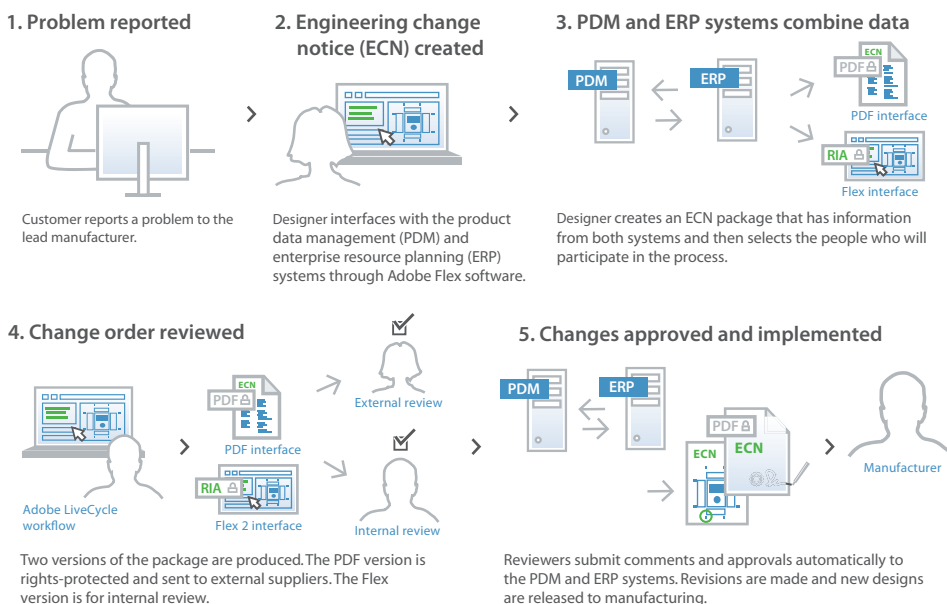 1. Problem reported
Customer reports a problem to the
lead manufacturer.
2. Engineering change
notice (ECN) created
Designer interfaces with the product
data management (PDM) and
enterprise resource planning (ERP)
systems through Adobe Flex software.
3. PDM and ERP systems combine data
PDM
ERP
ECN
PDF
PDF interface
RIA
Flex interface
Designer creates an ECN package that has information
from both systems and then selects the people who will
participate in the process.
4. Change order reviewed
Adobe LiveCycle
workflow
ECN
PDF
PDF interface
RIA
Flex 2 interface
External review
Internal review
Two versions of the package are produced. The PDF version is
rights-protected and sent to external suppliers. The Flex
version is for internal review.
5. Changes approved and implemented
PDM
ERP
ECN
PDF
ECN
Manufacturer
Reviewers submit comments and approvals automatically to
the PDM and ERP systems. Revisions are made and new designs
are released to manufacturing.